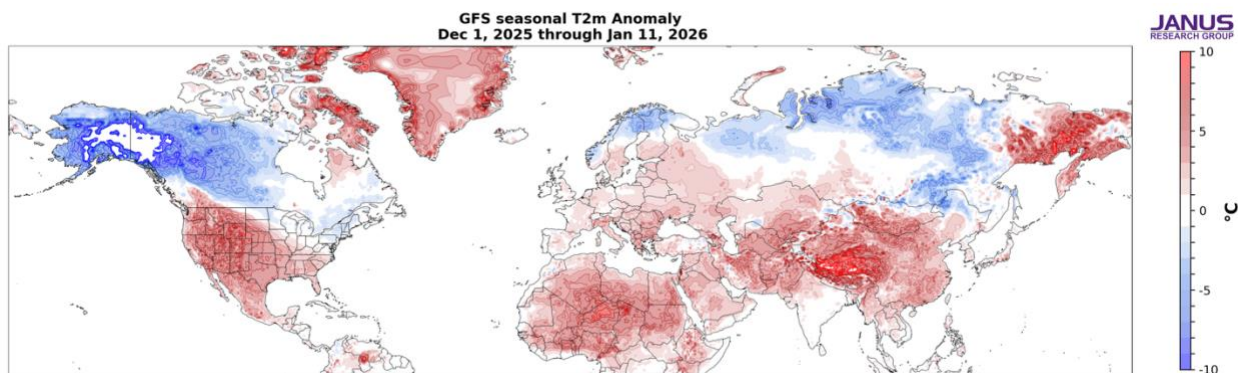 GFS seasonal T2m Anomaly
Dec 1, 2025 through Jan 11, 2026
JANUS
RESEARCH GROUP
10
5
0
-5
-10
°C